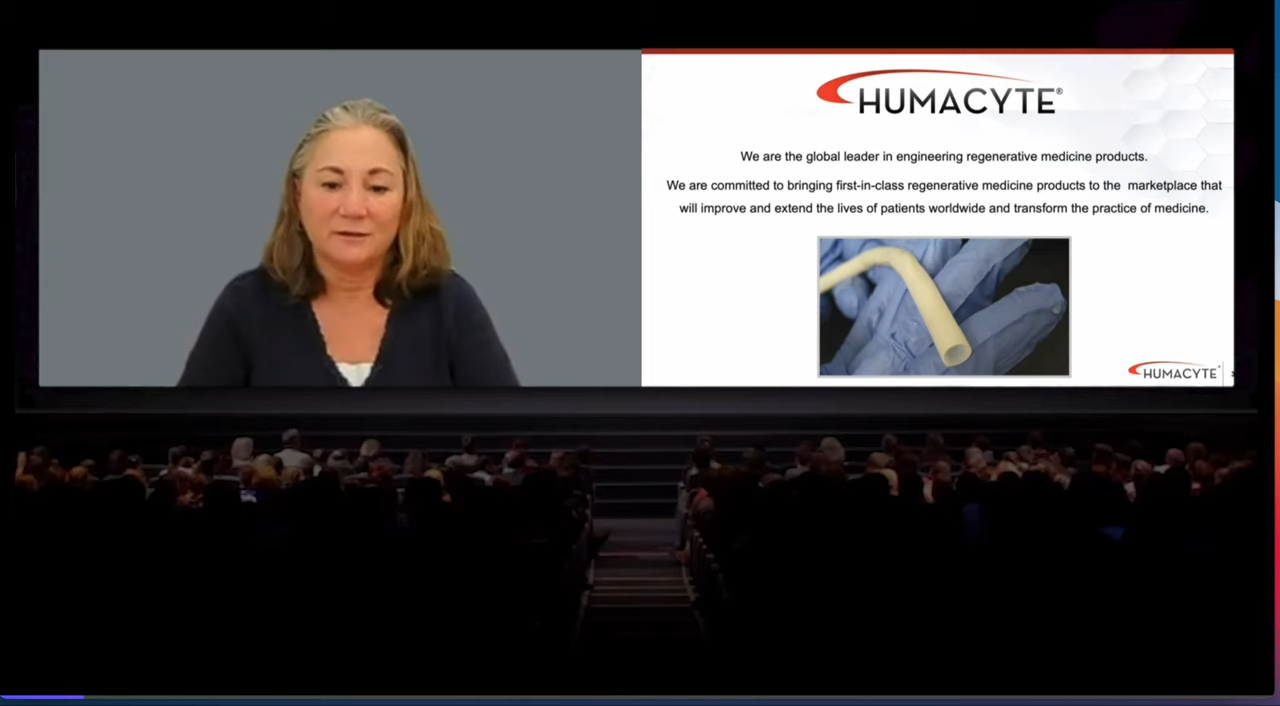 HUMACYTE®
We are the global leader in engineering regenerative medicine products.
We are committed to bringing first-in-class regenerative medicine products to the marketplace that
will improve and extend the lives of patients worldwide and transform the practice of medicine.
HUMACYTE®